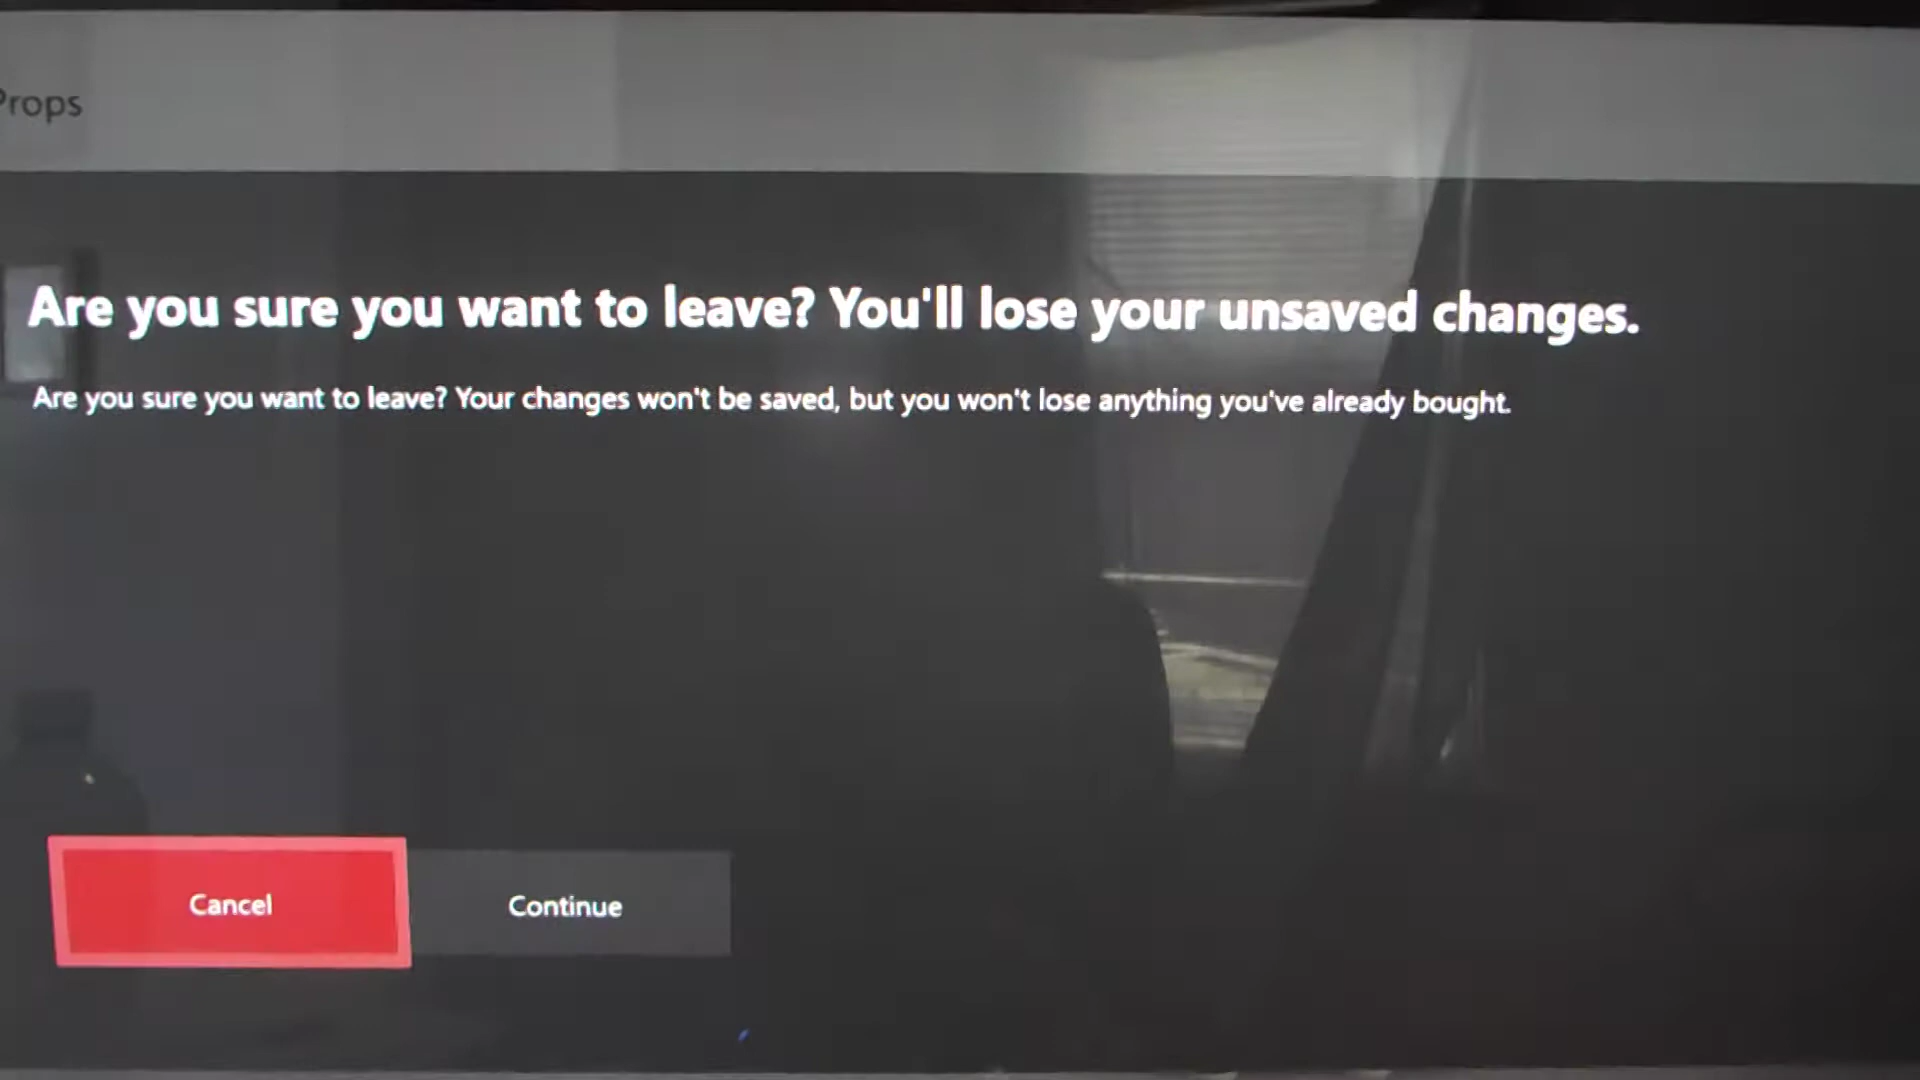 Props
Are you sure you want to leave? You'll lose your unsaved changes.
Are you sure you want to leave? Your changes won't be saved, but you won't lose anything you've already bought.
Cancel
Continue